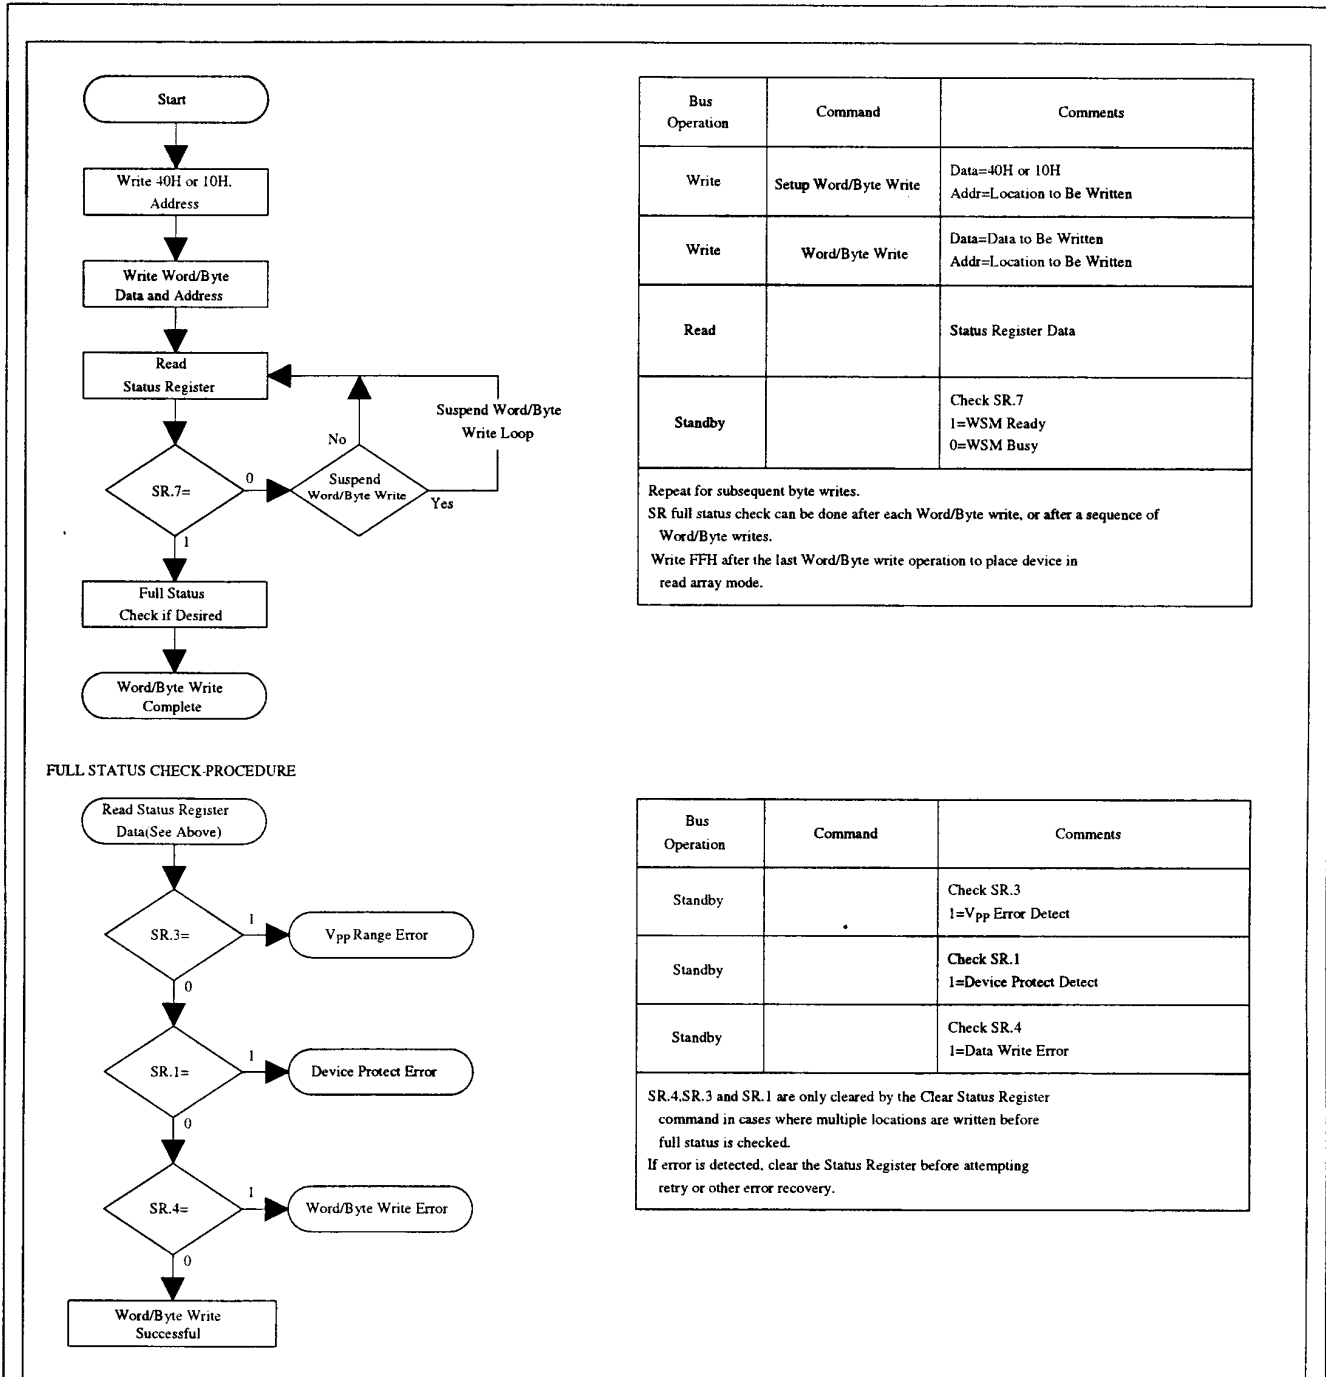 Start
Write 40H or 10H,
Address
Write Word/Byte
Data and Address
Read
Status Register
Suspend Word/Byte
Write Loop
No
SR.7=
0
Suspend
Word/Byte Write
Yes
1
Full Status
Check if Desired
Word/Byte Write
Complete
Bus
Operation
Command
Comments
Write
Setup Word/Byte Write
Data=40H or 10H
Addr=Location to Be Written
Write
Word/Byte Write
Data=Data to Be Written
Addr=Location to Be Written
Read
Status Register Data
Standby
Check SR.7
1=WSM Ready
0=WSM Busy
Repeat for subsequent byte writes.
SR full status check can be done after each Word/Byte write, or after a sequence of
Word/Byte writes.
Write FFH after the last Word/Byte write operation to place device in
read array mode.
FULL STATUS CHECK-PROCEDURE
Read Status Register
Data(See Above)
SR.3=
1
VPP Range Error
0
SR.1=
1
Device Protect Error
0
SR.4=
1
Word/Byte Write Error
0
Word/Byte Write
Successful
Bus
Operation
Command
Comments
Standby
Check SR.3
1=VPP Error Detect
Standby
Check SR.1
1=Device Protect Detect
Standby
Check SR.4
1=Data Write Error
SR.4,SR.3 and SR.1 are only cleared by the Clear Status Register
command in cases where multiple locations are written before
full status is checked.
If error is detected, clear the Status Register before attempting
retry or other error recovery.